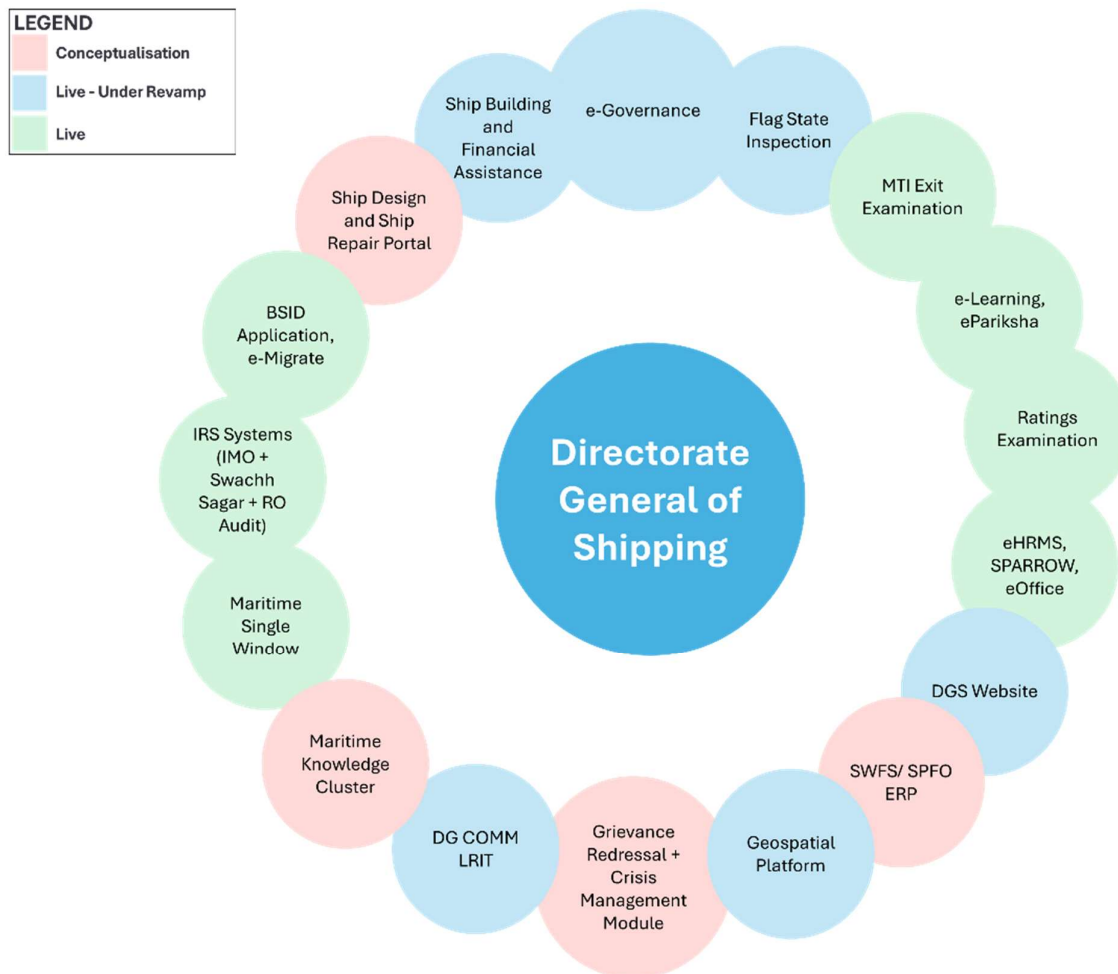 LEGEND
Conceptualisation
Live - Under Revamp
Live
e-Governance
Flag State
Inspection
MTI Exit
Examination
e-Learning,
ePariksha
Ratings
Examination
eHRMS,
SPARROW,
eOffice
DGS Website
SWFS/ SPFO
ERP
Geospatial
Platform
Grievance
Redressal +
Crisis
Management
Module
DG COMM
LRIT
Maritime
Knowledge
Cluster
Maritime
Single
Window
IRS Systems
(IMO +
Swachh
Sagar + RO
Audit)
BSID
Application,
e-Migrate
Ship Design
and Ship
Repair Portal
Ship Building
and
Financial
Assistance
Directorate
General of
Shipping